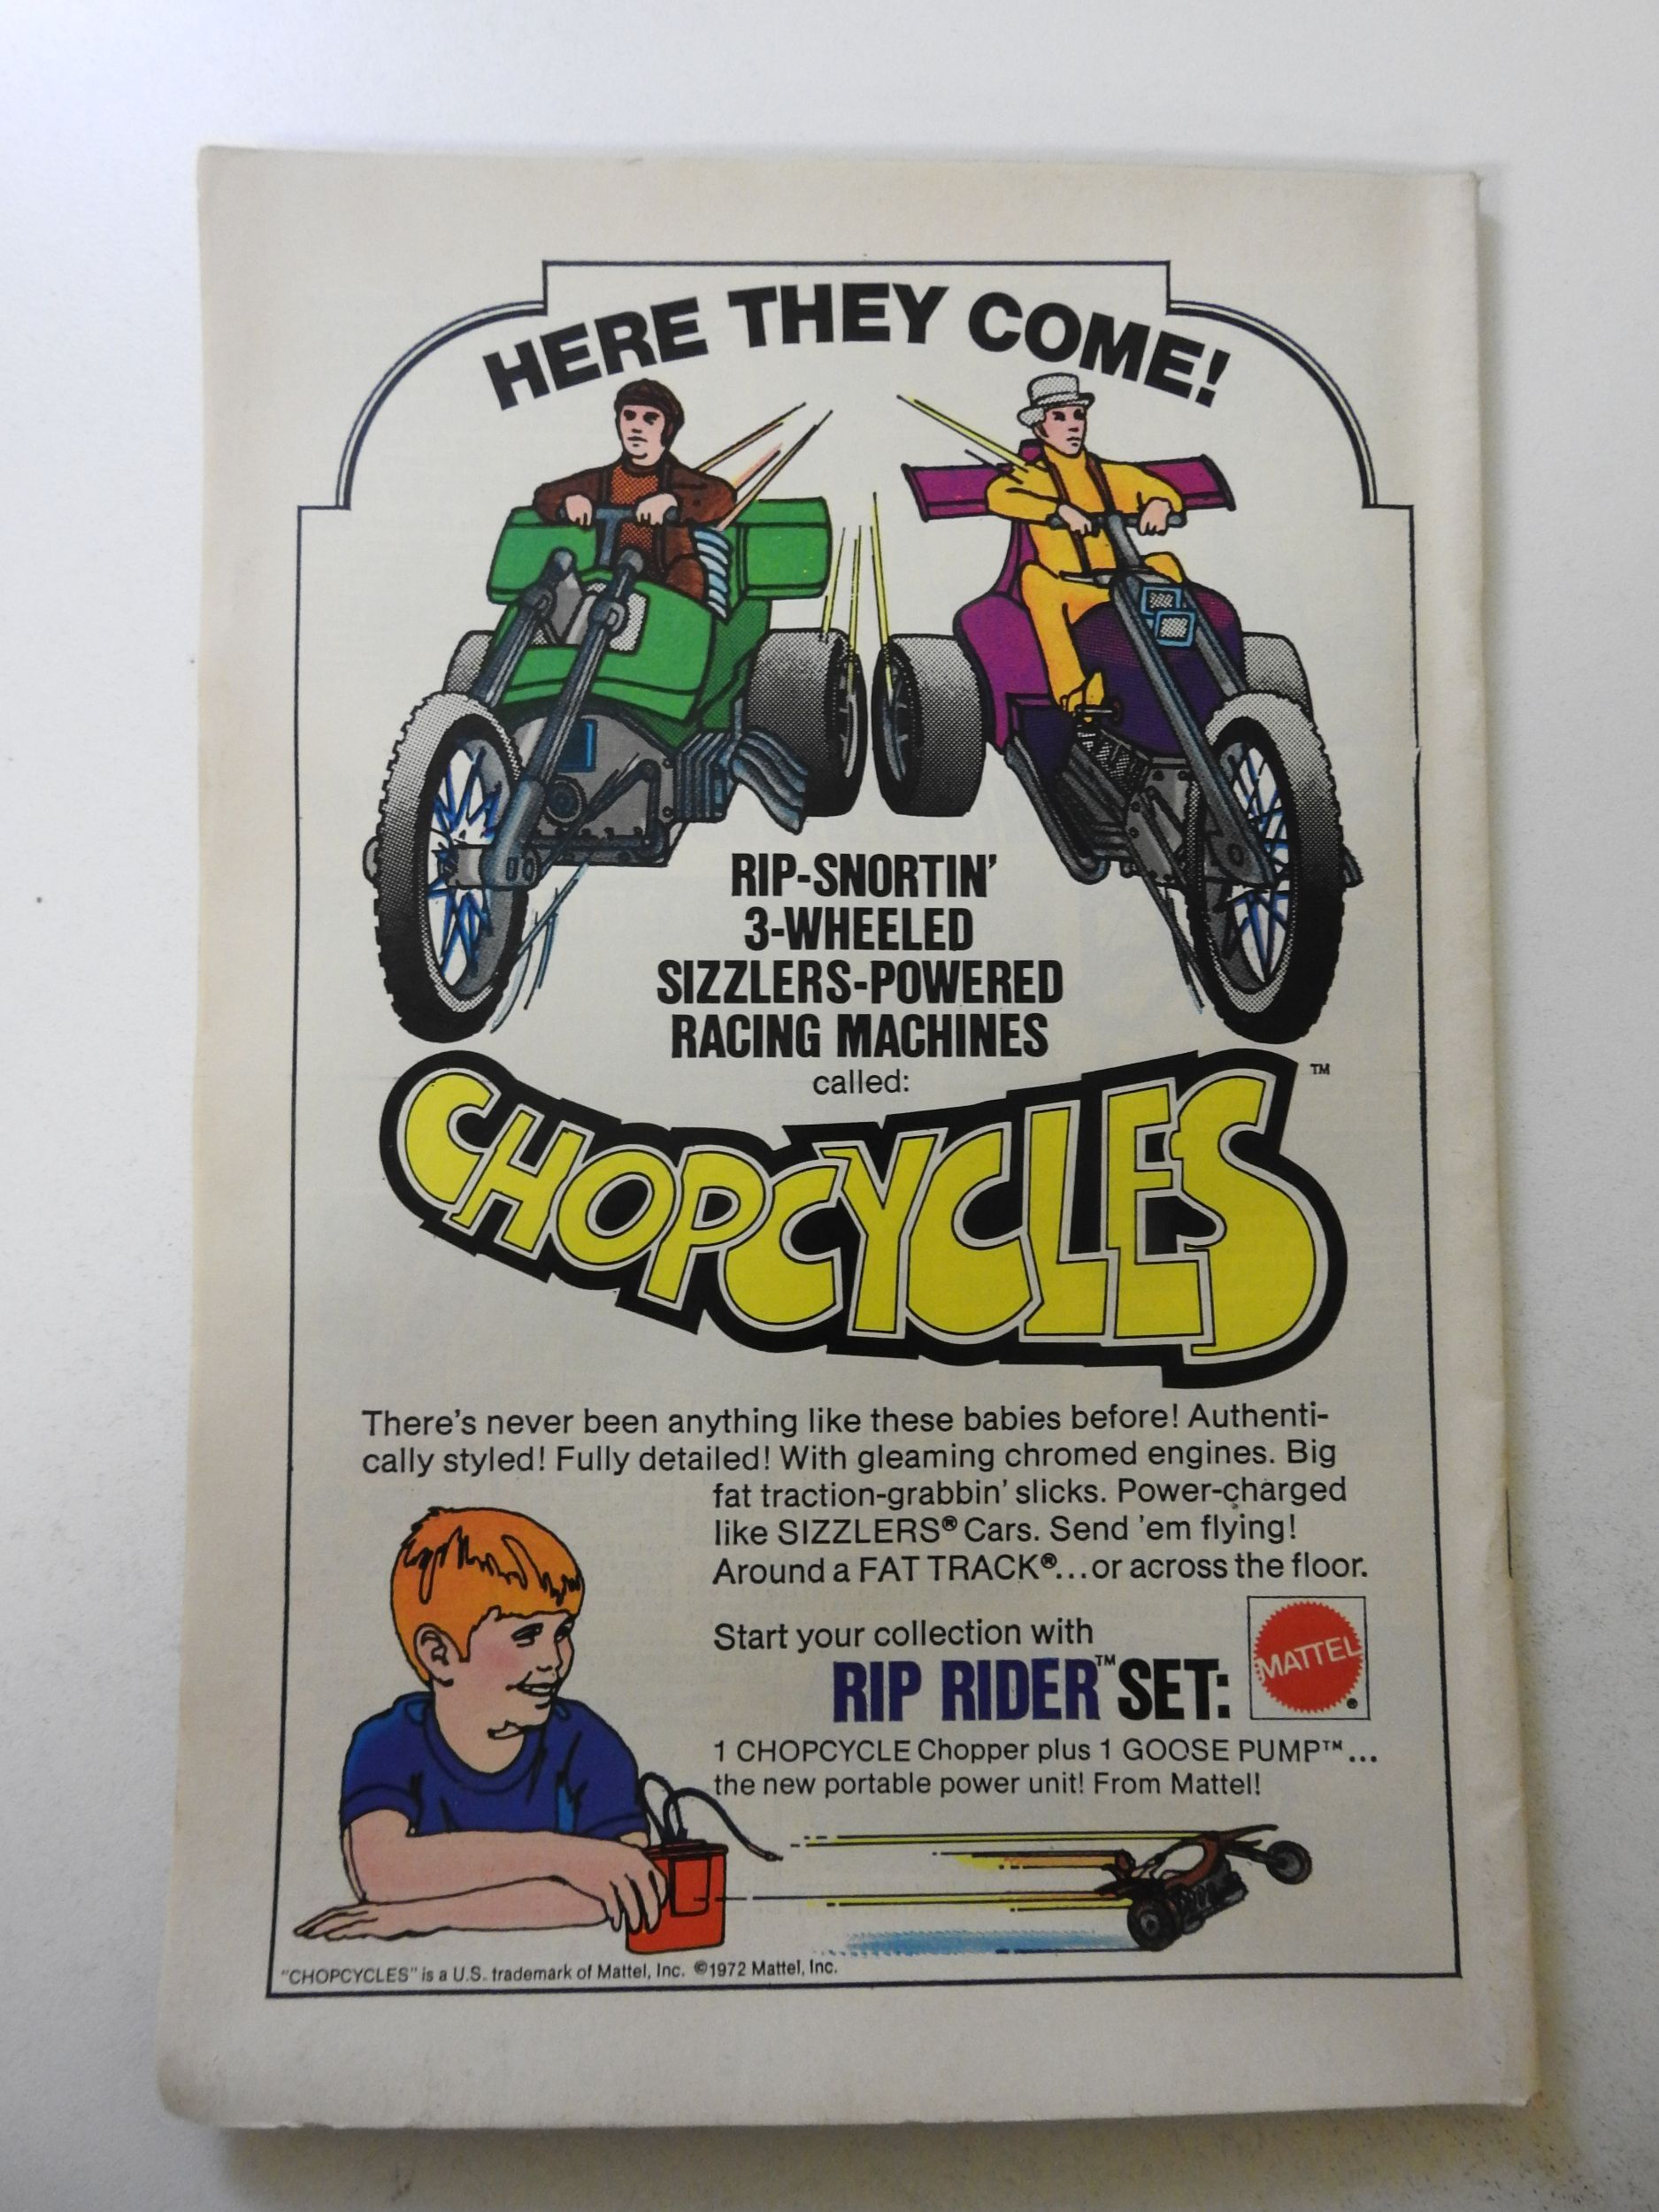 HERE THEY COME!
RIP-SNORTIN'
3-WHEELED
SIZZLERS-POWERED
RACING MACHINES
called:
CHOPCYCLES™
There's never been anything like these babies before! Authenti-
cally styled! Fully detailed! With gleaming chromed engines. Big
fat traction-grabbin' slicks. Power-charged
like SIZZLERS® Cars. Send 'em flying!
Around a FAT TRACK®...or across the floor.
Start your collection with
RIP RIDER™ SET:
MATTEL®
1 CHOPCYCLE Chopper plus 1 GOOSE PUMP™...
the new portable power unit! From Mattel!
"CHOPCYCLES" is a U.S. trademark of Mattel, Inc. ©1972 Mattel, Inc.